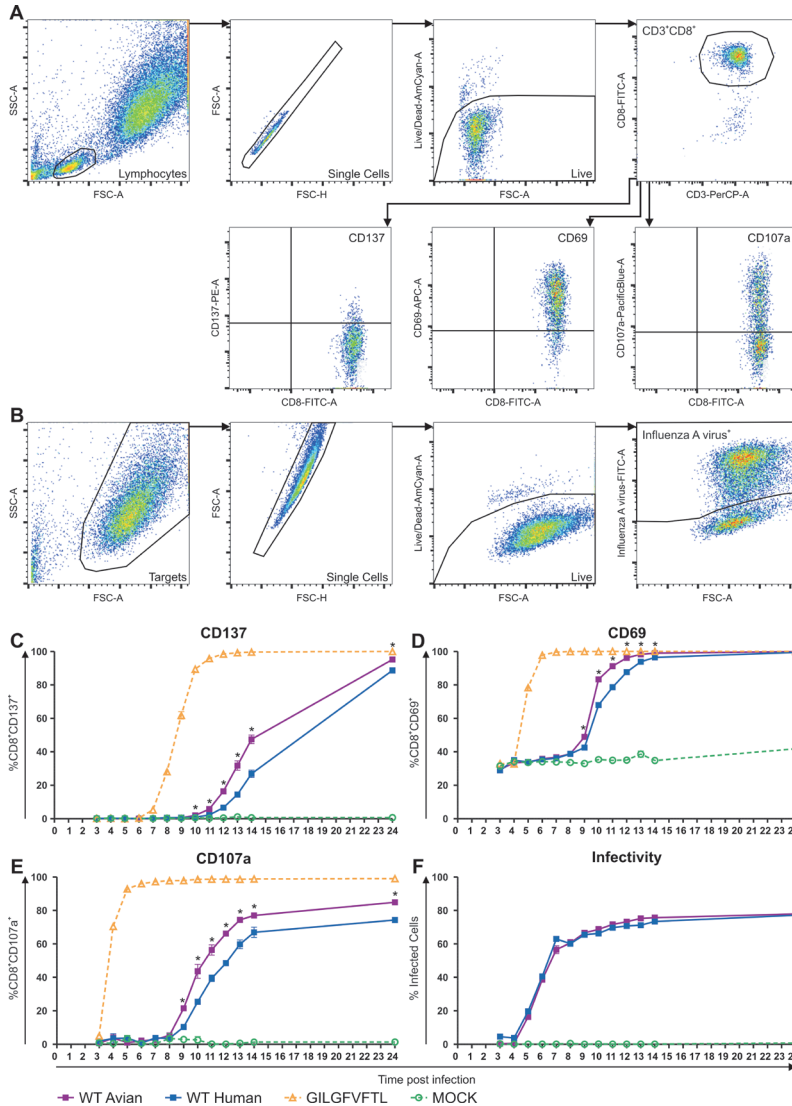 A
SSC-A
Lymphocytes
FSC-A
FSC-A
Single Cells
FSC-H
Live/Dead-AmCyan-A
Live
FSC-A
CD3+CD8+
CD8-FITC-A
CD3-PerCP-A
CD137
CD137-PE-A
CD8-FITC-A
CD69
CD69-APC-A
CD8-FITC-A
CD107a
CD107a-PacificBlue-A
CD8-FITC-A
B
SSC-A
Targets
FSC-A
FSC-A
Single Cells
FSC-H
Live/Dead-AmCyan-A
Live
FSC-A
Influenza A virus+
Influenza A virus-FITC-A
FSC-A
C
CD137
%CD8+CD137+
100
80
60
40
20
0
* * * * * *
0 1 2 3 4 5 6 7 8 9 10 11 12 13 14 15 16 17 18 19 20 21 22 23 24
D
CD69
%CD8+CD69+
100
80
60
40
20
0
* * * * * *
0 1 2 3 4 5 6 7 8 9 10 11 12 13 14 15 16 17 18 19 20 21 22 23
E
CD107a
%CD8+CD107a+
100
80
60
40
20
0
* * * * * * *
0 1 2 3 4 5 6 7 8 9 10 11 12 13 14 15 16 17 18 19 20 21 22 23 24
F
Infectivity
% Infected Cells
100
80
60
40
20
0
0 1 2 3 4 5 6 7 8 9 10 11 12 13 14 15 16 17 18 19 20 21 22 23
Time post infection
WT Avian WT Human GILGFVFTL MOCK